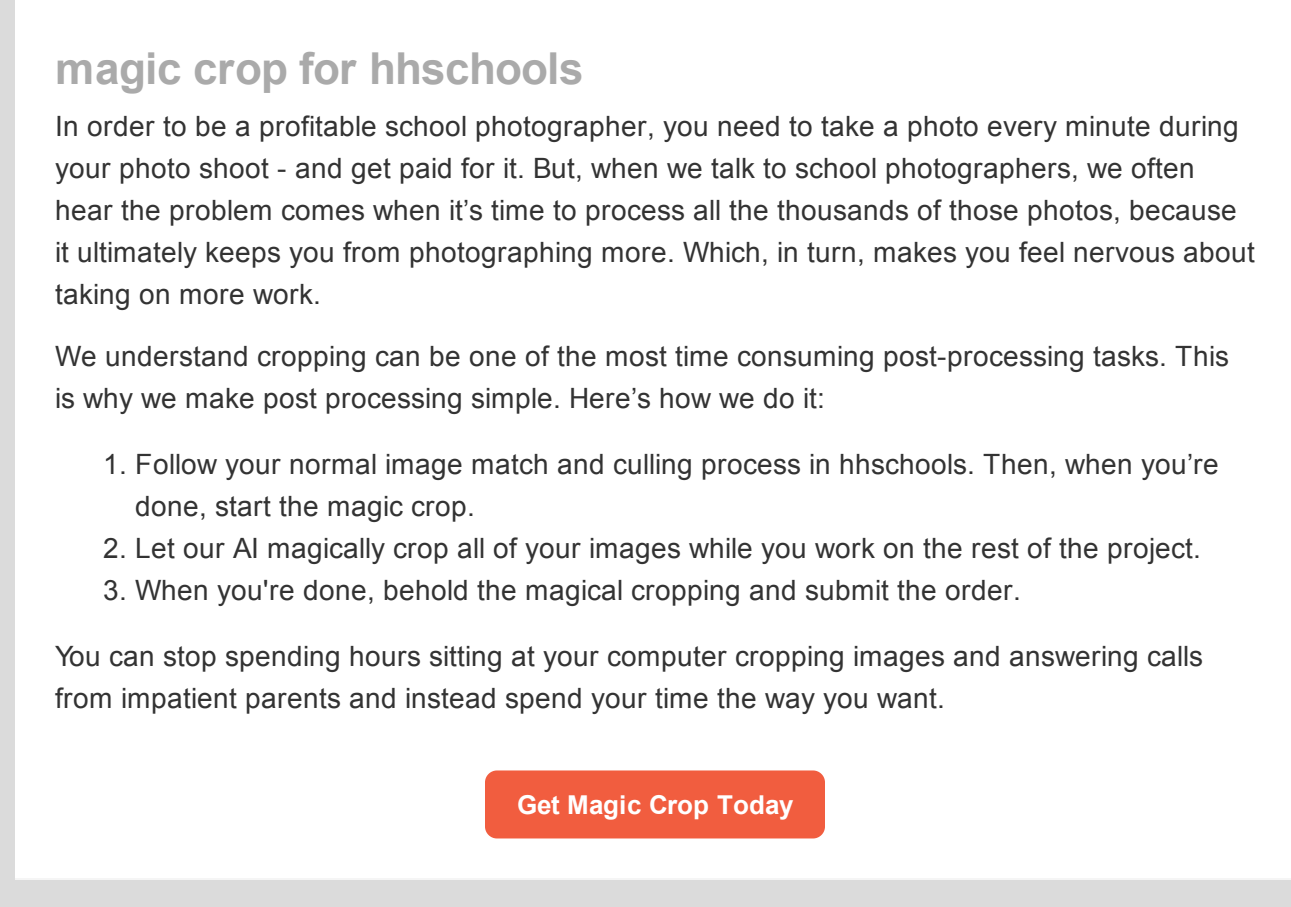 magic crop for hhschools
In order to be a profitable school photographer, you need to take a photo every minute during
your photo shoot - and get paid for it. But, when we talk to school photographers, we often
hear the problem comes when it’s time to process all the thousands of those photos, because
it ultimately keeps you from photographing more. Which, in turn, makes you feel nervous about
taking on more work.
We understand cropping can be one of the most time consuming post-processing tasks. This
is why we make post processing simple. Here’s how we do it:
1. Follow your normal image match and culling process in hhschools. Then, when you’re
done, start the magic crop.
2. Let our AI magically crop all of your images while you work on the rest of the project.
3. When you're done, behold the magical cropping and submit the order.
You can stop spending hours sitting at your computer cropping images and answering calls
from impatient parents and instead spend your time the way you want.
Get Magic Crop Today